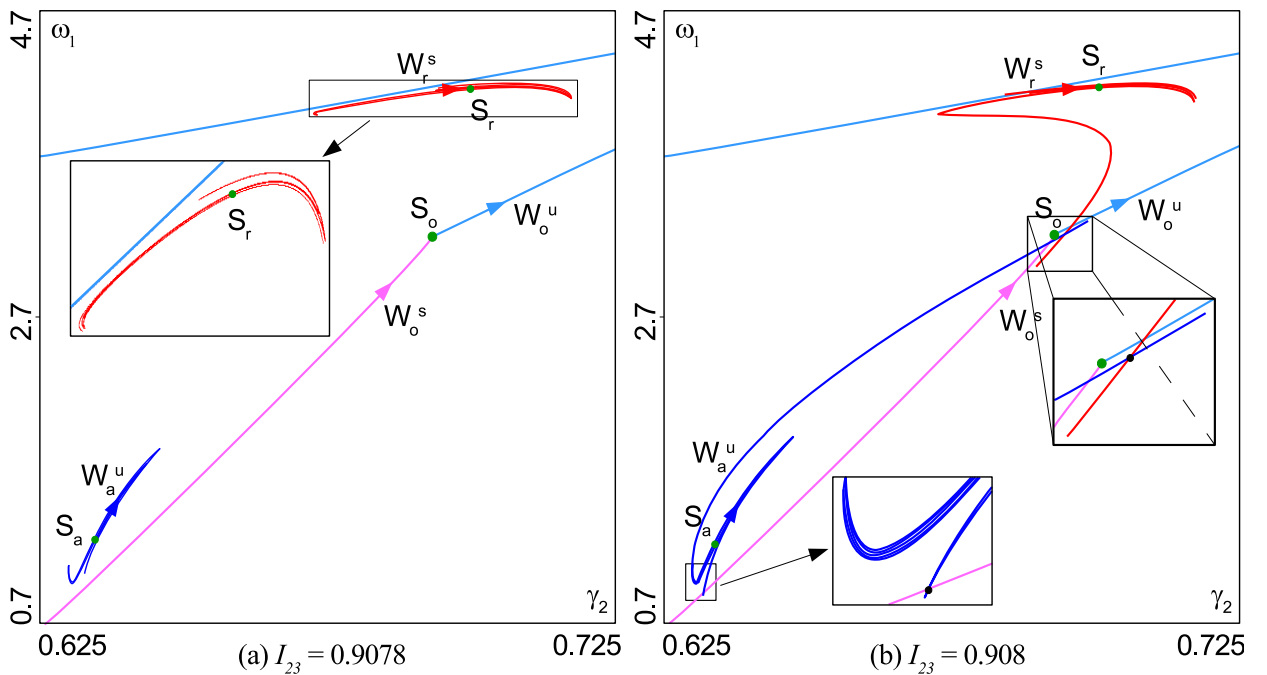 4.7
ω1
Wrs
Sr
Sr
So
Wou
2.7
Wos
Wau
Sa
0.7
γ2
0.625
0.725
(a) I23 = 0.9078
4.7
ω1
Wrs
Sr
So
Wou
2.7
Wos
Wau
Sa
0.7
γ2
0.625
0.725
(b) I23 = 0.908